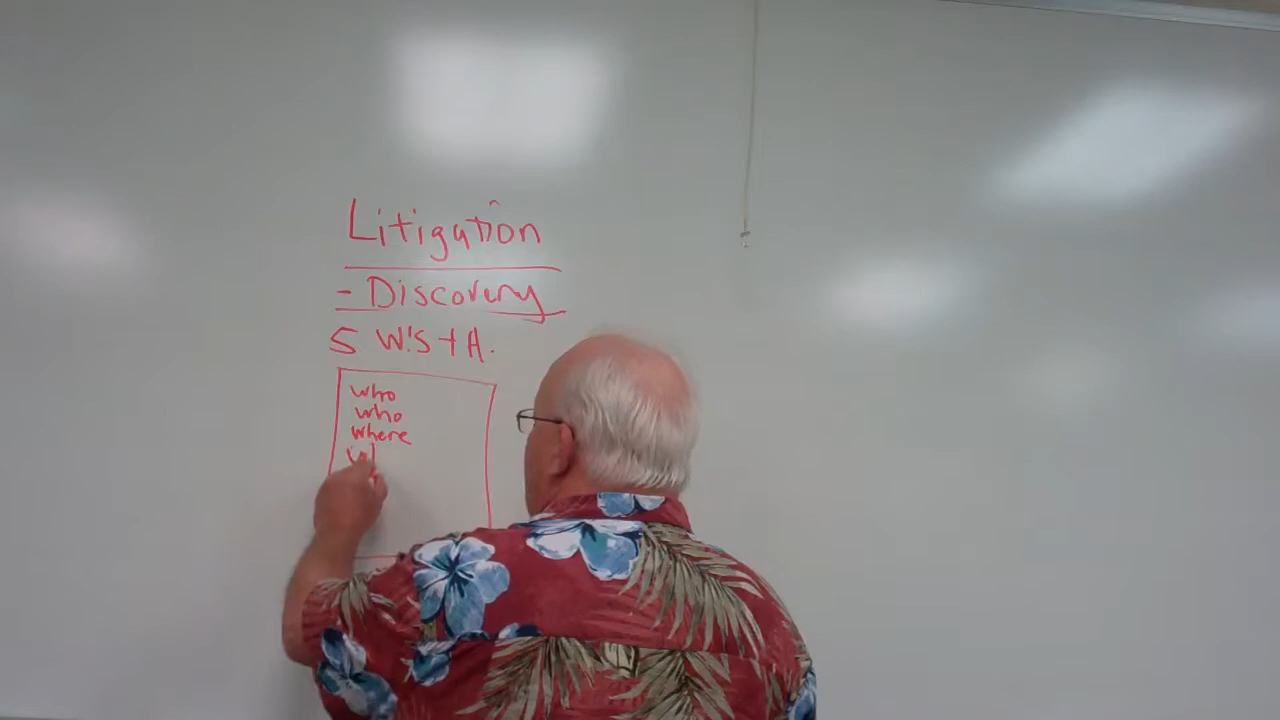 Litigation
- Discovery
5 W'S + H.
who
who
where